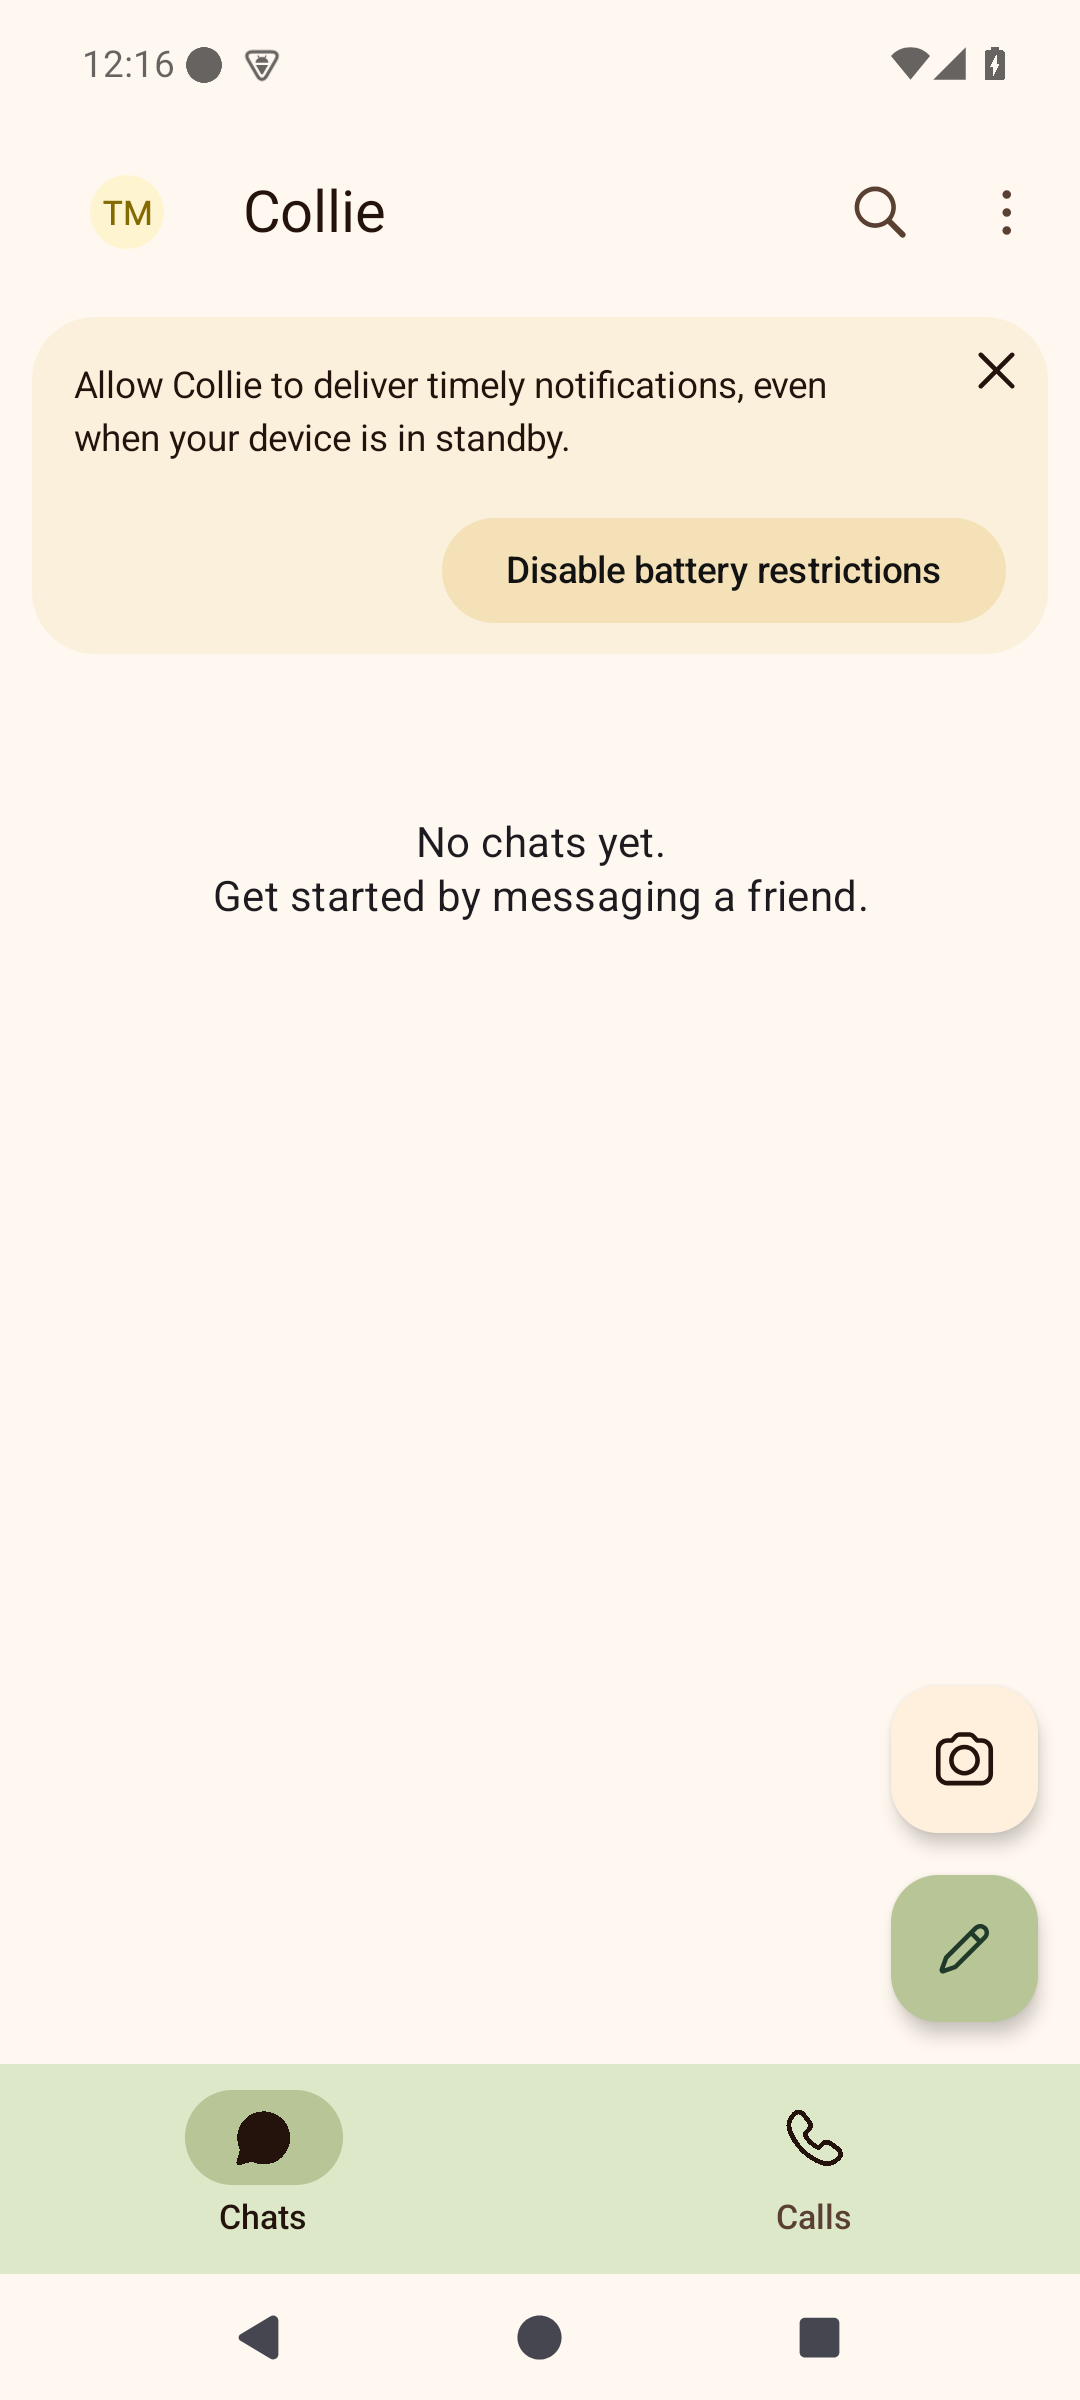 12:16
TM
Collie
Allow Collie to deliver timely notifications, even
when your device is in standby.
Disable battery restrictions
No chats yet.
Get started by messaging a friend.
Chats
Calls